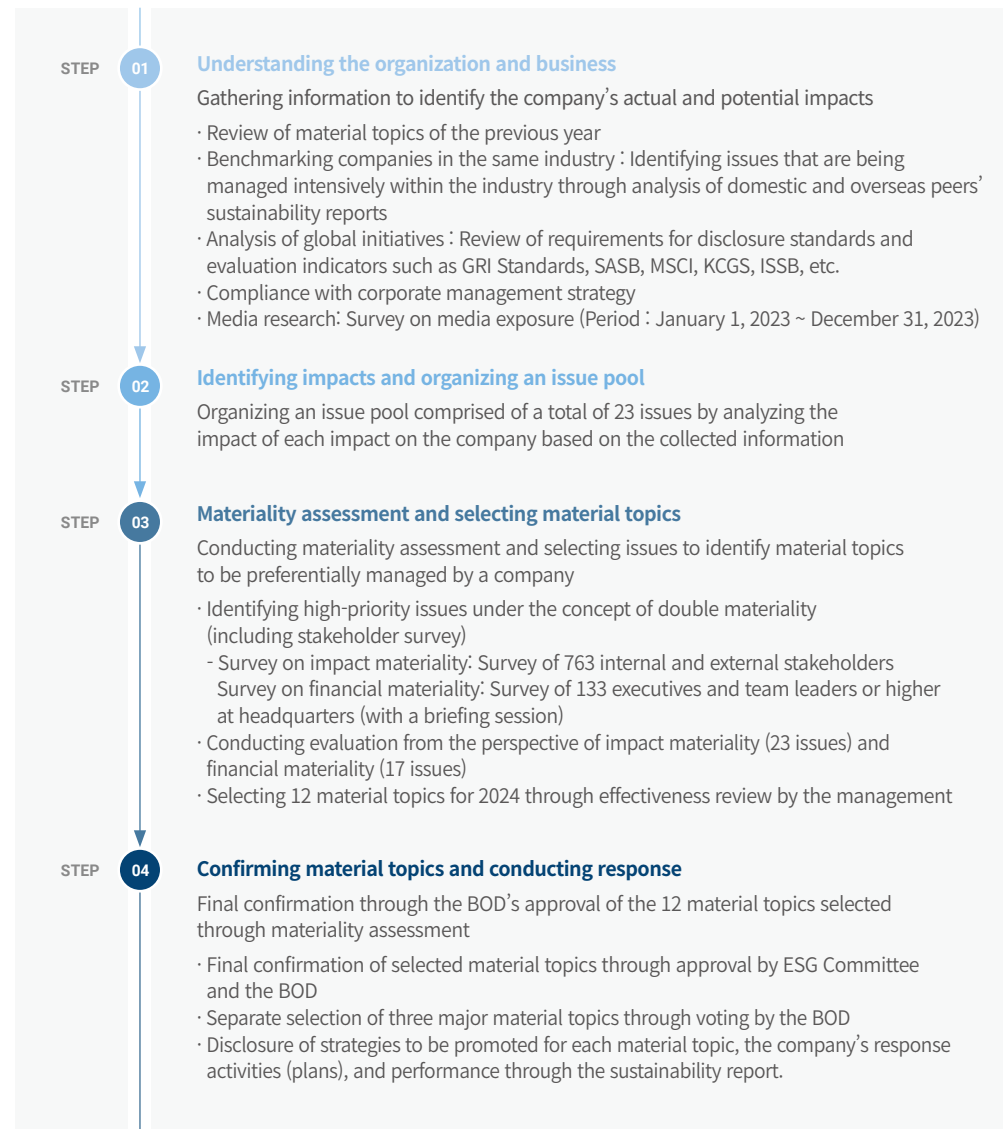 STEP 01 Understanding the organization and business
Gathering information to identify the company's actual and potential impacts
· Review of material topics of the previous year
· Benchmarking companies in the same industry : Identifying issues that are being
managed intensively within the industry through analysis of domestic and overseas peers'
sustainability reports
· Analysis of global initiatives : Review of requirements for disclosure standards and
evaluation indicators such as GRI Standards, SASB, MSCI, KCGS, ISSB, etc.
· Compliance with corporate management strategy
· Media research: Survey on media exposure (Period : January 1, 2023 ~ December 31, 2023)
STEP 02 Identifying impacts and organizing an issue pool
Organizing an issue pool comprised of a total of 23 issues by analyzing the
impact of each impact on the company based on the collected information
STEP 03 Materiality assessment and selecting material topics
Conducting materiality assessment and selecting issues to identify material topics
to be preferentially managed by a company
· Identifying high-priority issues under the concept of double materiality
(including stakeholder survey)
- Survey on impact materiality: Survey of 763 internal and external stakeholders
Survey on financial materiality: Survey of 133 executives and team leaders or higher
at headquarters (with a briefing session)
· Conducting evaluation from the perspective of impact materiality (23 issues) and
financial materiality (17 issues)
· Selecting 12 material topics for 2024 through effectiveness review by the management
STEP 04 Confirming material topics and conducting response
Final confirmation through the BOD's approval of the 12 material topics selected
through materiality assessment
· Final confirmation of selected material topics through approval by ESG Committee
and the BOD
· Separate selection of three major material topics through voting by the BOD
· Disclosure of strategies to be promoted for each material topic, the company's response
activities (plans), and performance through the sustainability report.